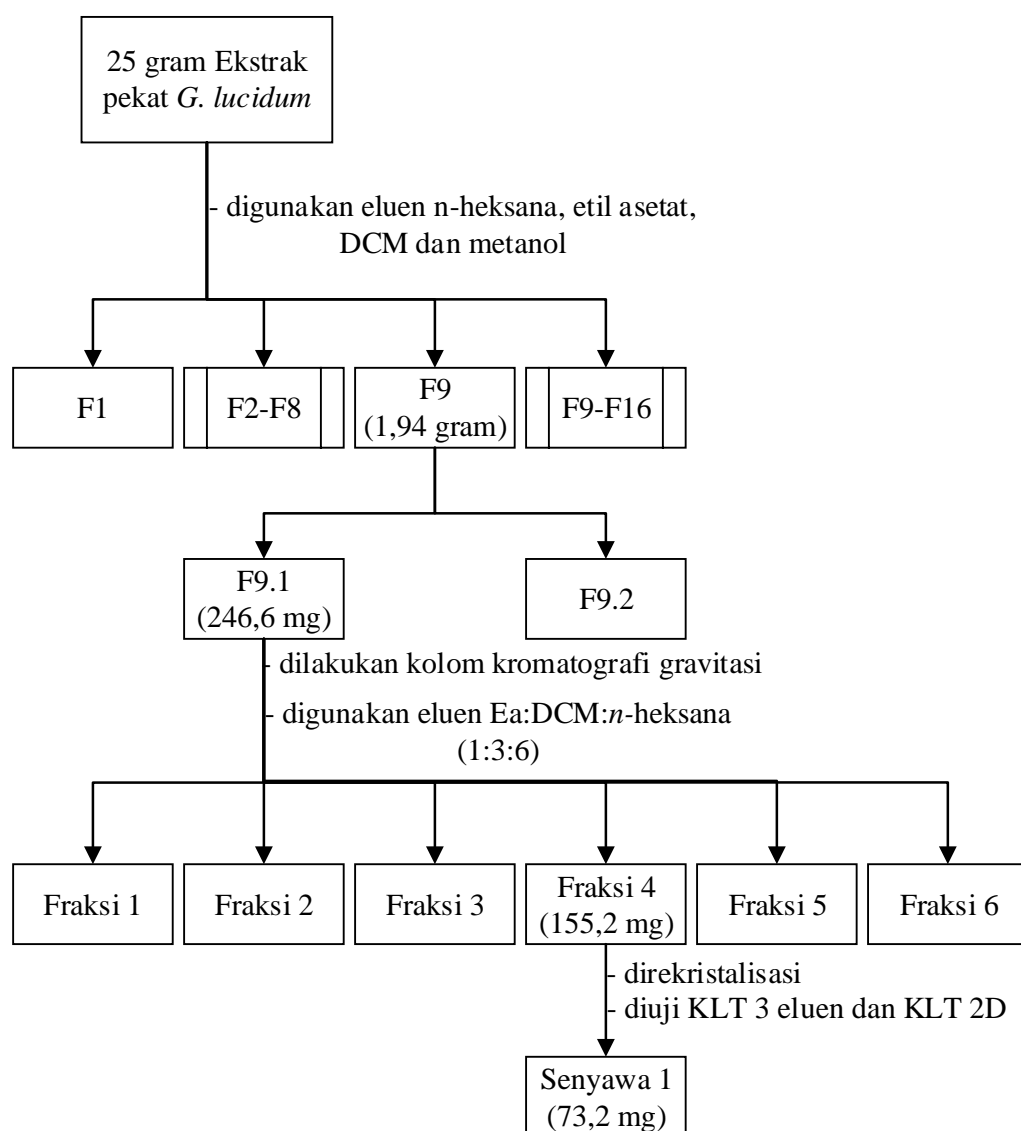 25 gram Ekstrak
pekat G. lucidum
- digunakan eluen n-heksana, etil asetat,
DCM dan metanol
F1
F2-F8
F9
(1,94 gram)
F9-F16
F9.1
(246,6 mg)
F9.2
- dilakukan kolom kromatografi gravitasi
- digunakan eluen Ea:DCM:n-heksana
(1:3:6)
Fraksi 1
Fraksi 2
Fraksi 3
Fraksi 4
(155,2 mg)
Fraksi 5
Fraksi 6
- direkristalisasi
- diuji KLT 3 eluen dan KLT 2D
Senyawa 1
(73,2 mg)